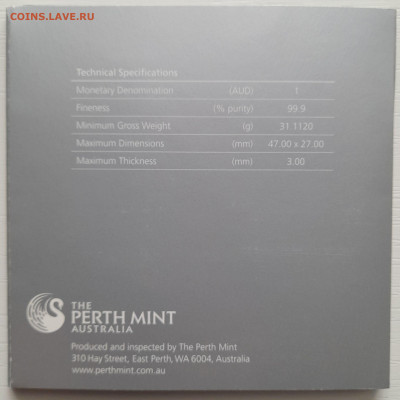 COINS.LAVE.RU
Technical Specifications
Monetary Denomination (AUD) 1
Fineness (% purity) 99.9
Minimum Gross Weight (g) 31.1120
Maximum Dimensions (mm) 47.00 x 27.00
Maximum Thickness (mm) 3.00
THE
PERTH MINT
AUSTRALIA
Produced and inspected by The Perth Mint
310 Hay Street, East Perth, WA 6004, Australia
www.perthmint.com.au